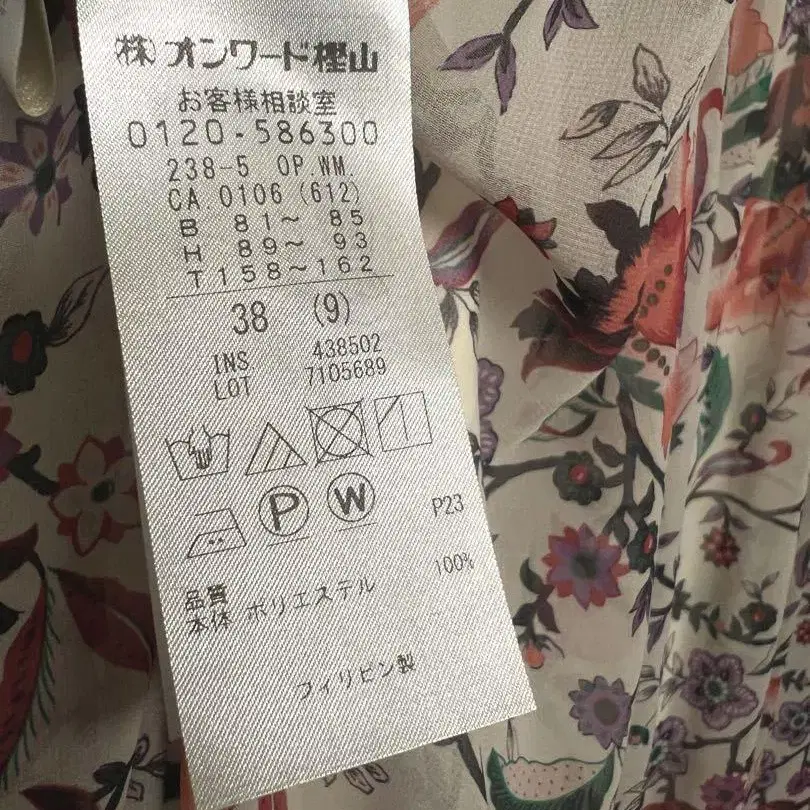 (株)オンワード樫山
お客様相談室
0120-586300
238-5 OP.WM.
CA 0106 (612)
B 81〜 85
H 89〜 93
T158〜162
38 (9)
INS 438502
LOT 7105689
P W
P23
品質
本体 ポリエステル 100%
フィリピン製